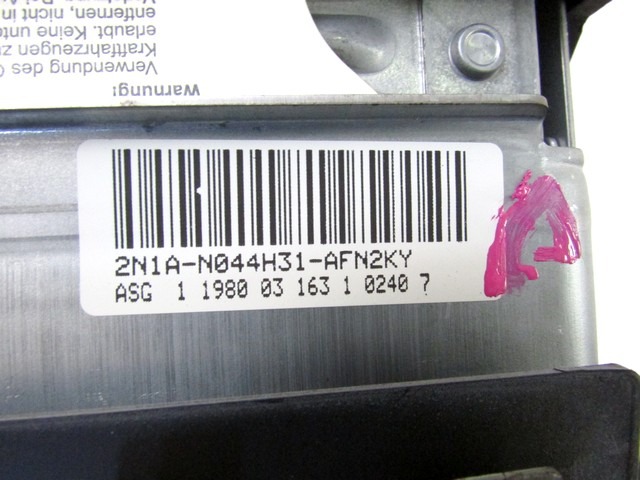 Warnung!
Verwendung des
Kraftfahrzeugen zu
erlaubt. Keine unte
entfernen, nicht in
2N1A-N044H31-AFN2KY
ASG 1 1980 03 163 1 0240 7